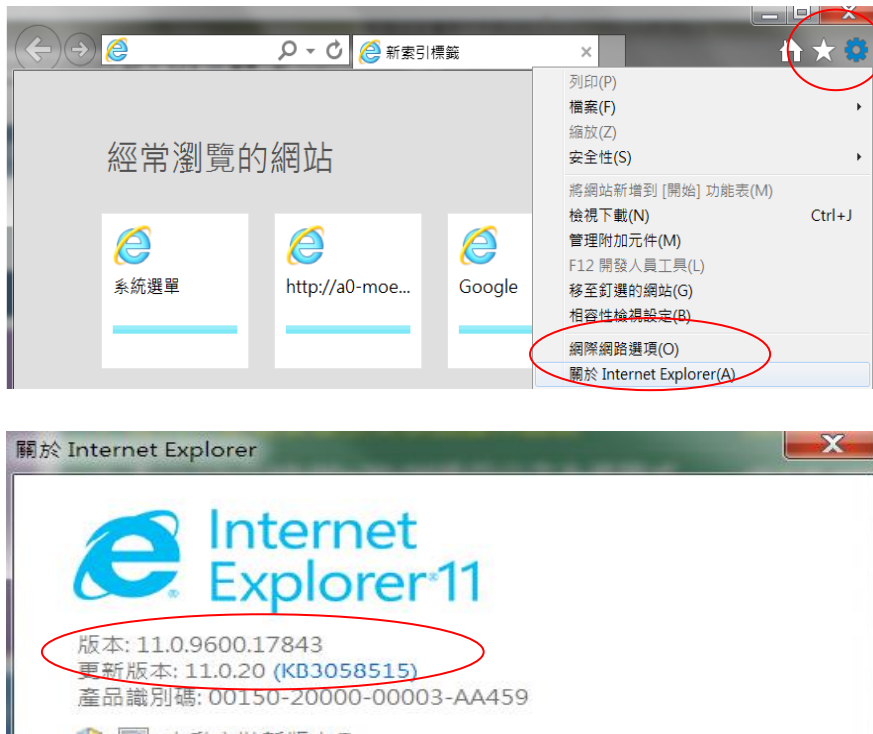 新索引標籤
列印(P)
檔案(F)
縮放(Z)
安全性(S)
將網站新增到 [開始] 功能表(M)
檢視下載(N) Ctrl+J
管理附加元件(M)
F12 開發人員工具(L)
移至釘選的網站(G)
相容性檢視設定(B)
網際網路選項(O)
關於 Internet Explorer(A)
經常瀏覽的網站
系統選單
http://a0-moe...
Google
關於 Internet Explorer
Internet
Explorer®11
版本: 11.0.9600.17843
更新版本: 11.0.20 (KB3058515)
產品識別碼: 00150-20000-00003-AA459